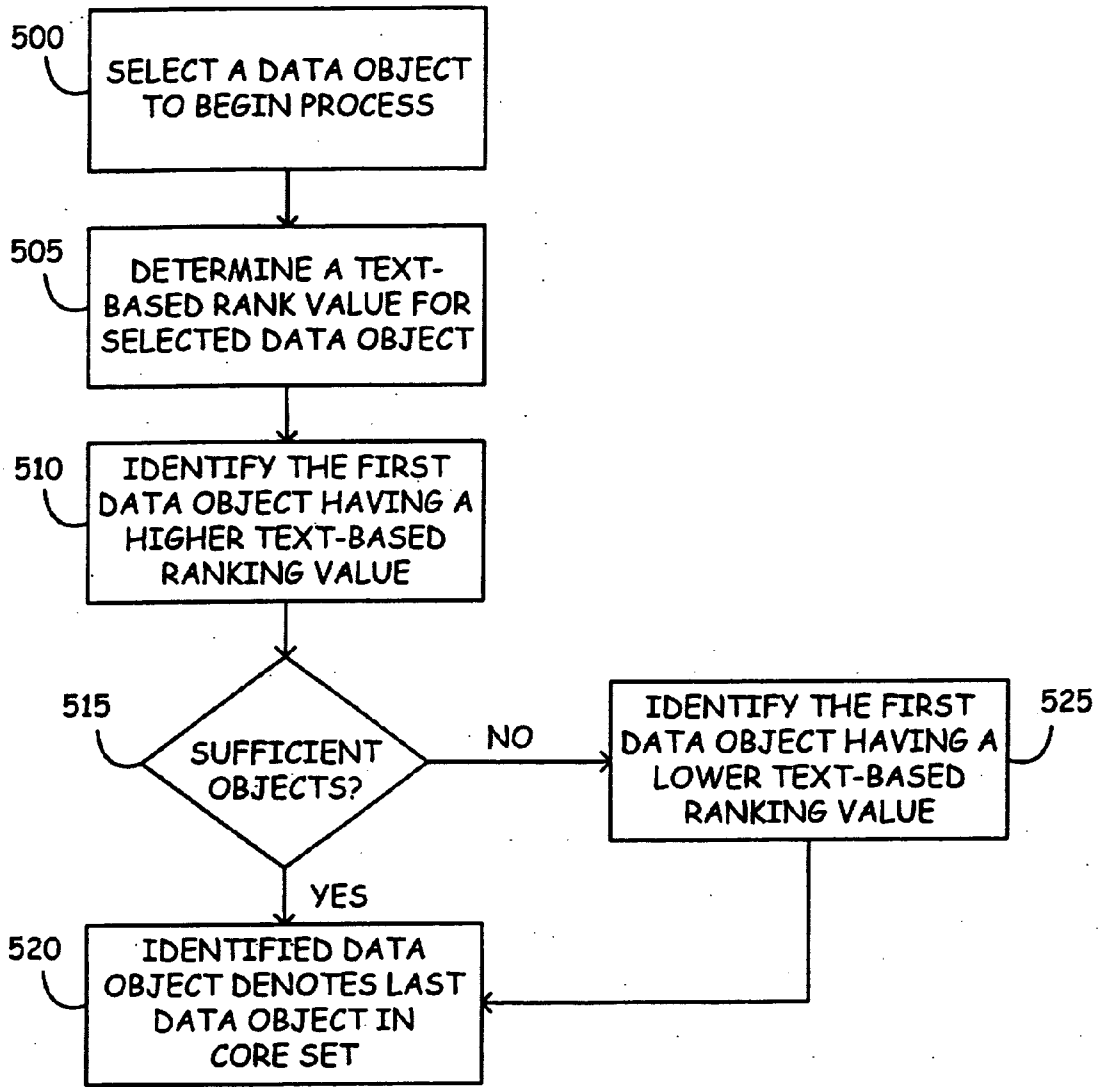 500
SELECT A DATA OBJECT
TO BEGIN PROCESS
505
DETERMINE A TEXT-
BASED RANK VALUE FOR
SELECTED DATA OBJECT
510
IDENTIFY THE FIRST
DATA OBJECT HAVING A
HIGHER TEXT-BASED
RANKING VALUE
515
SUFFICIENT
OBJECTS?
NO
IDENTIFY THE FIRST
DATA OBJECT HAVING A
LOWER TEXT-BASED
RANKING VALUE
525
YES
520
IDENTIFIED DATA
OBJECT DENOTES LAST
DATA OBJECT IN
CORE SET